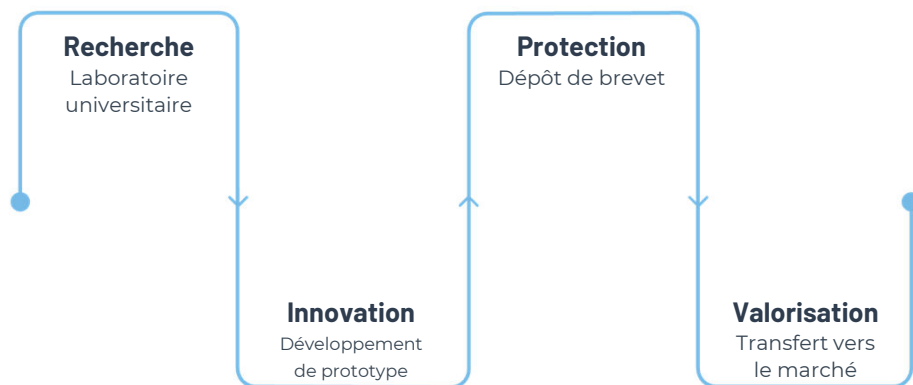 Recherche
Laboratoire
universitaire
Innovation
Développement
de prototype
Protection
Dépôt de brevet
Valorisation
Transfert vers
le marché